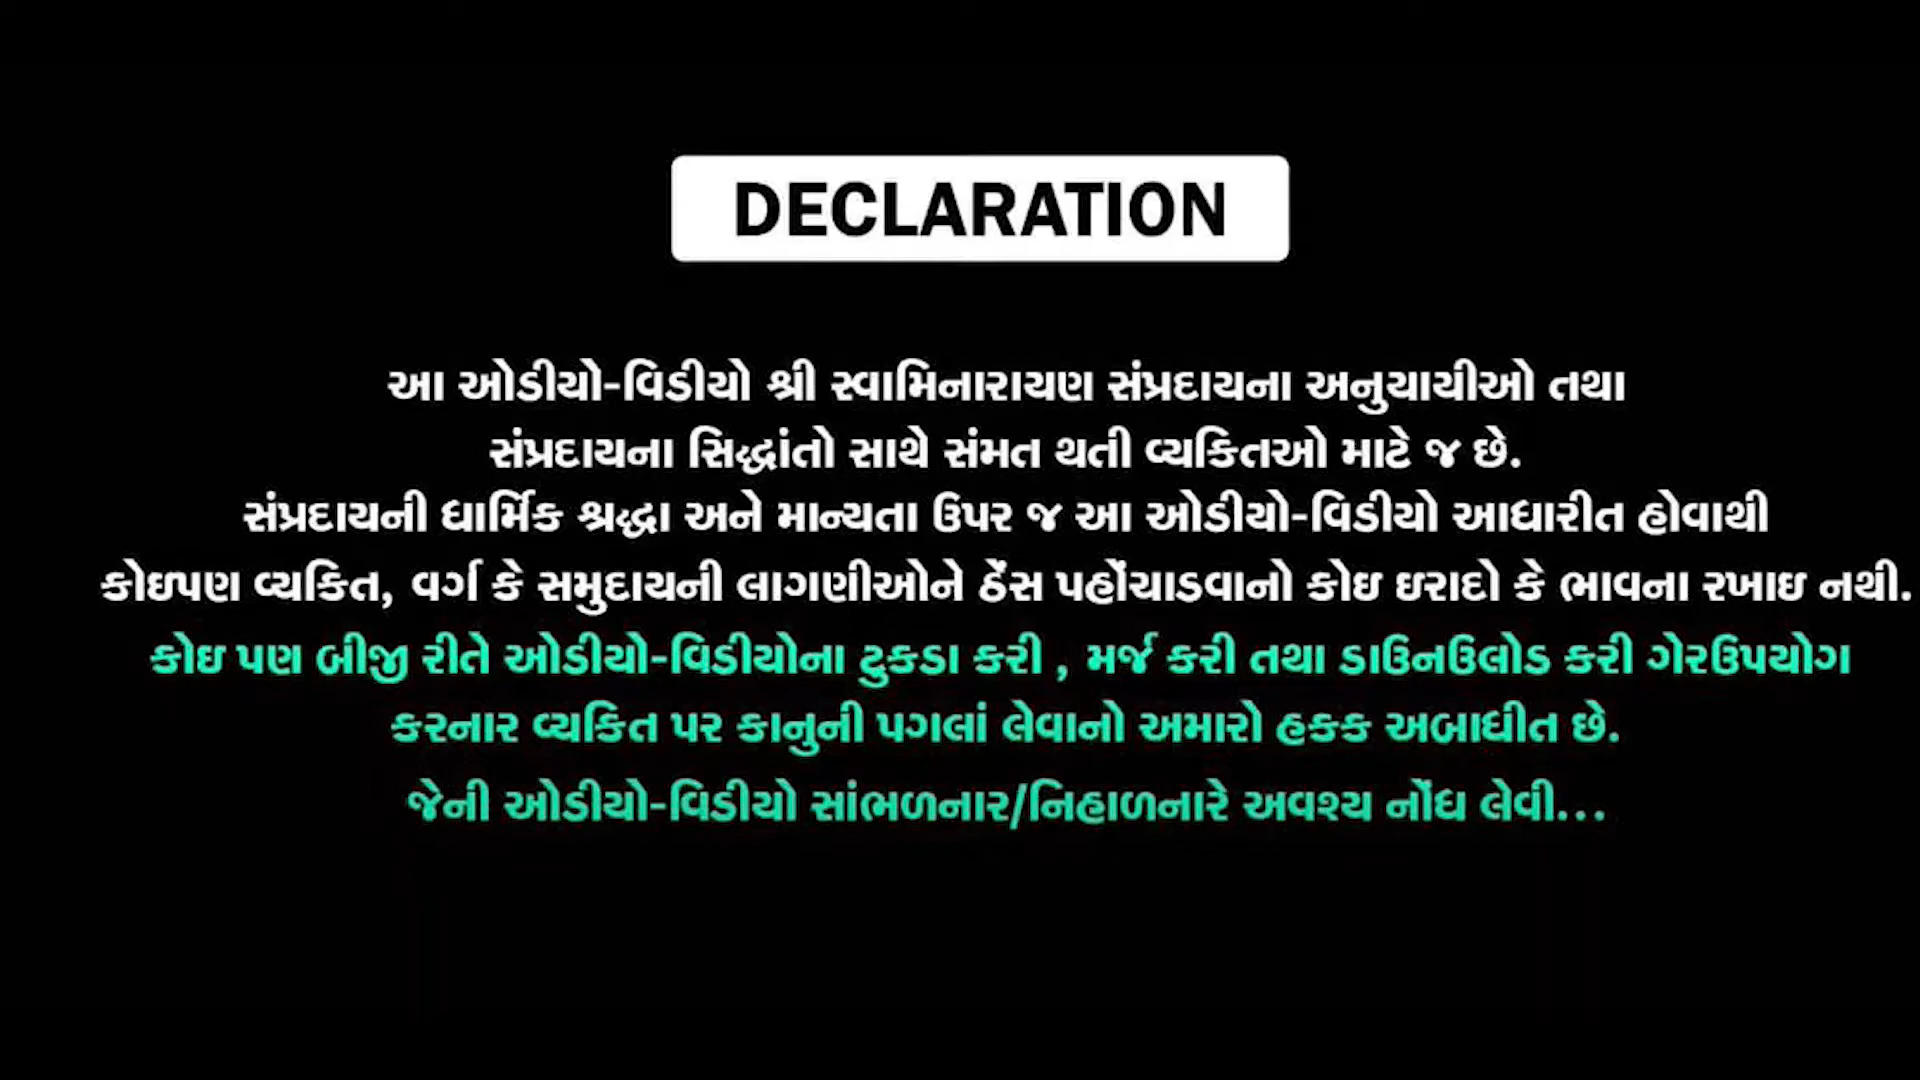 DECLARATION
આ ઓડીયો-વિડીયો શ્રી સ્વામિનારાયણ સંપ્રદાયના અનુયાયીઓ તથા
સંપ્રદાયના સિદ્ધાંતો સાથે સંમત થતી વ્યકિતઓ માટે જ છે.
સંપ્રદાયની ધાર્મિક શ્રદ્ધા અને માન્યતા ઉપર જ આ ઓડીયો-વિડીયો આધારીત હોવાથી
કોઇપણ વ્યકિત, વર્ગ કે સમુદાયની લાગણીઓને ઠેંસ પહોંચાડવાનો કોઇ ઇરાદો કે ભાવના રખાઇ નથી.
કોઇ પણ બીજી રીતે ઓડીયો-વિડીયોના ટુકડા કરી , મર્જ કરી તથા ડાઉનઉલોડ કરી ગેરઉપયોગ
કરનાર વ્યકિત પર કાનુની પગલાં લેવાનો અમારો હકક અબાધીત છે.
જેની ઓડીયો-વિડીયો સાંભળનાર/નિહાળનારે અવશ્ય નોંધ લેવી...